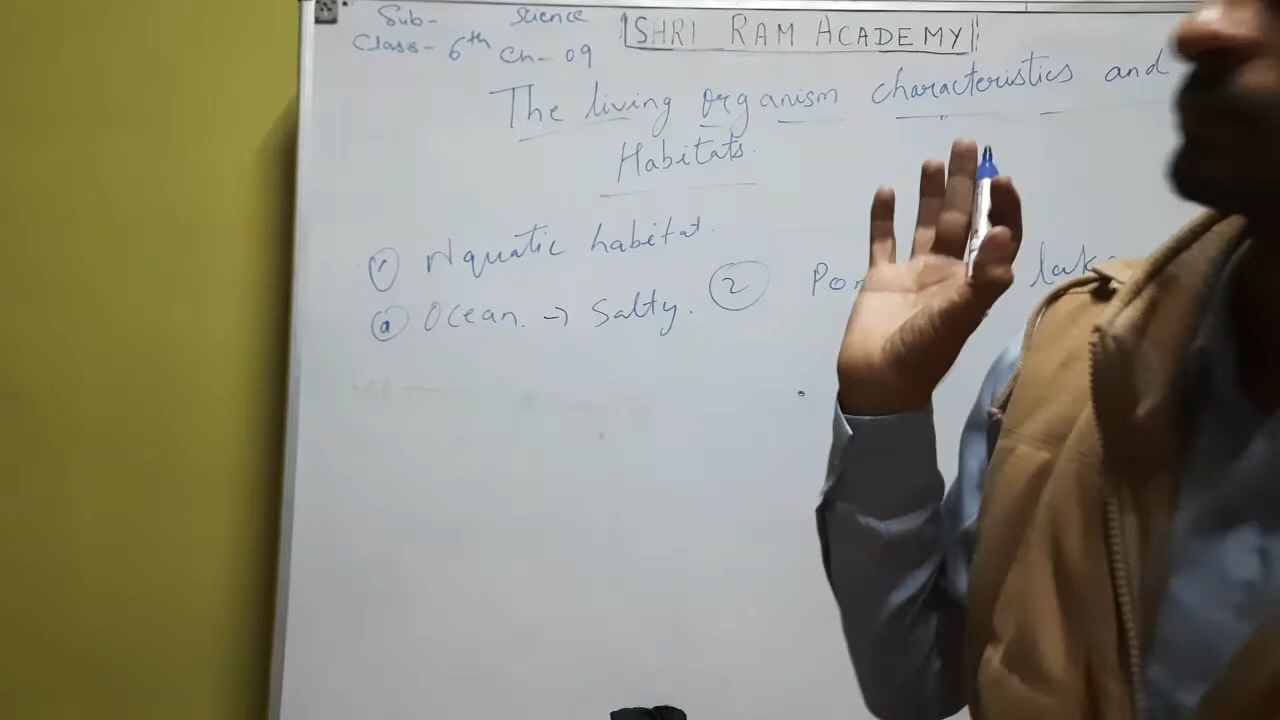 Sub- Science
Class- 6th Ch- 09
SHRI RAM ACADEMY
The living organism characteristics and
Habitats.
1 Aquatic habitat.
a Ocean. → Salty. 2